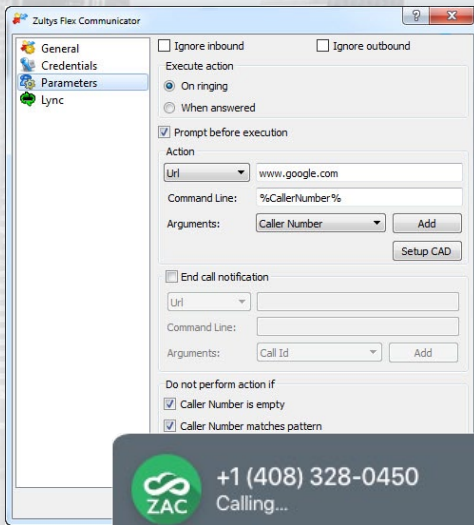 Zultys Flex Communicator
General
Credentials
Parameters
Lync
Ignore inbound Ignore outbound
Execute action
On ringing
When answered
Prompt before execution
Action
Url www.google.com
Command Line: %CallerNumber%
Arguments: Caller Number Add
Setup CAD
End call notification
Url
Command Line:
Arguments: Call Id Add
Do not perform action if
Caller Number is empty
Caller Number matches pattern
ZAC
+1 (408) 328-0450
Calling...